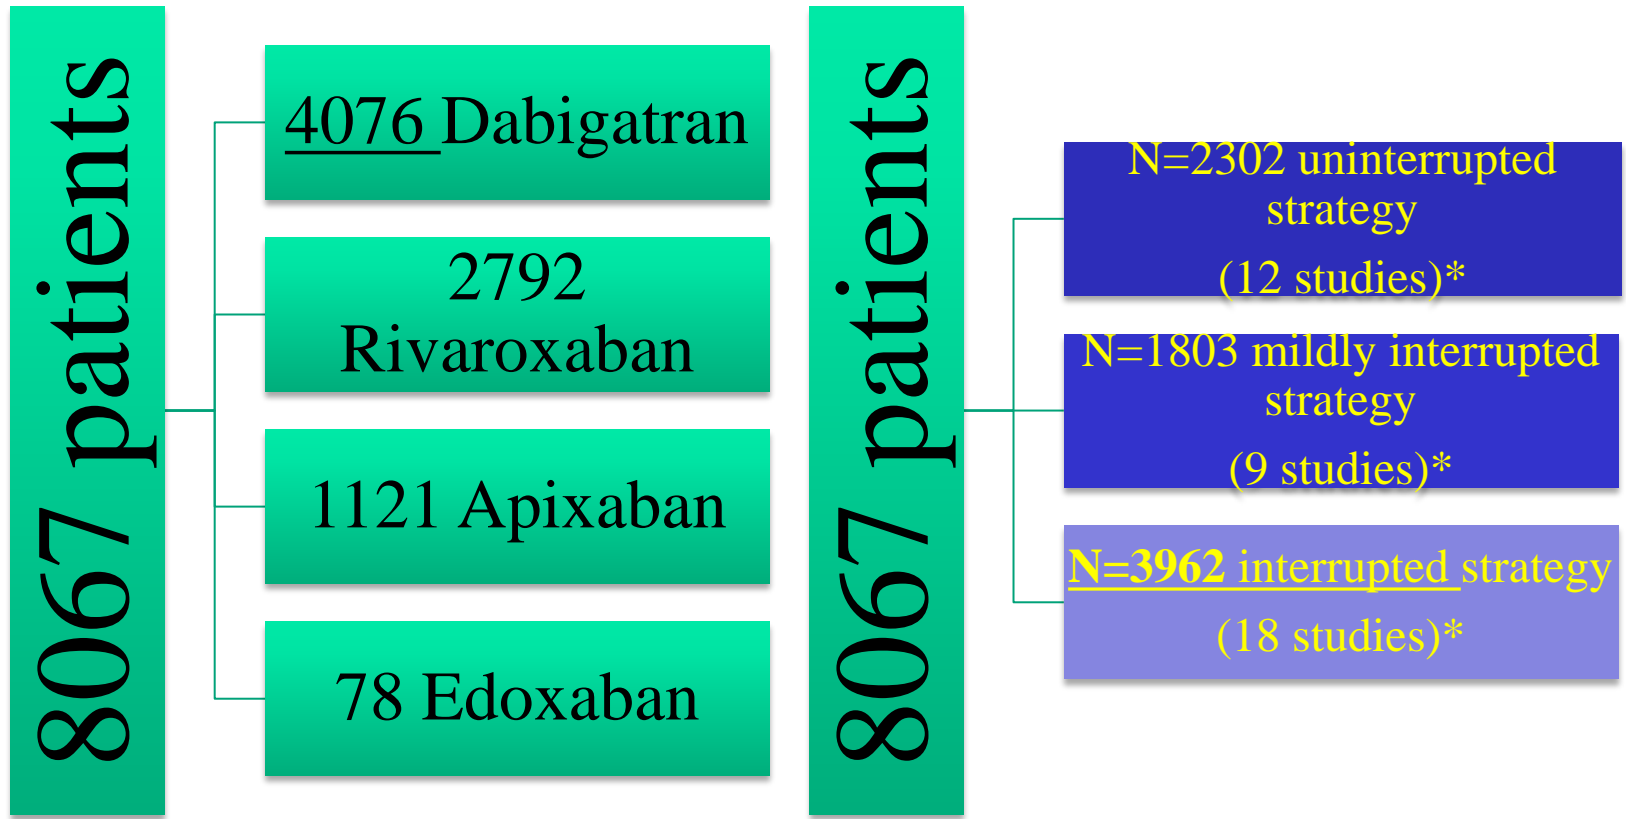 8067 patients
4076 Dabigatran
2792
Rivaroxaban
1121 Apixaban
78 Edoxaban
8067 patients
N=2302 uninterrupted
strategy
(12 studies)*
N=1803 mildly interrupted
strategy
(9 studies)*
N=3962 interrupted strategy
(18 studies)*